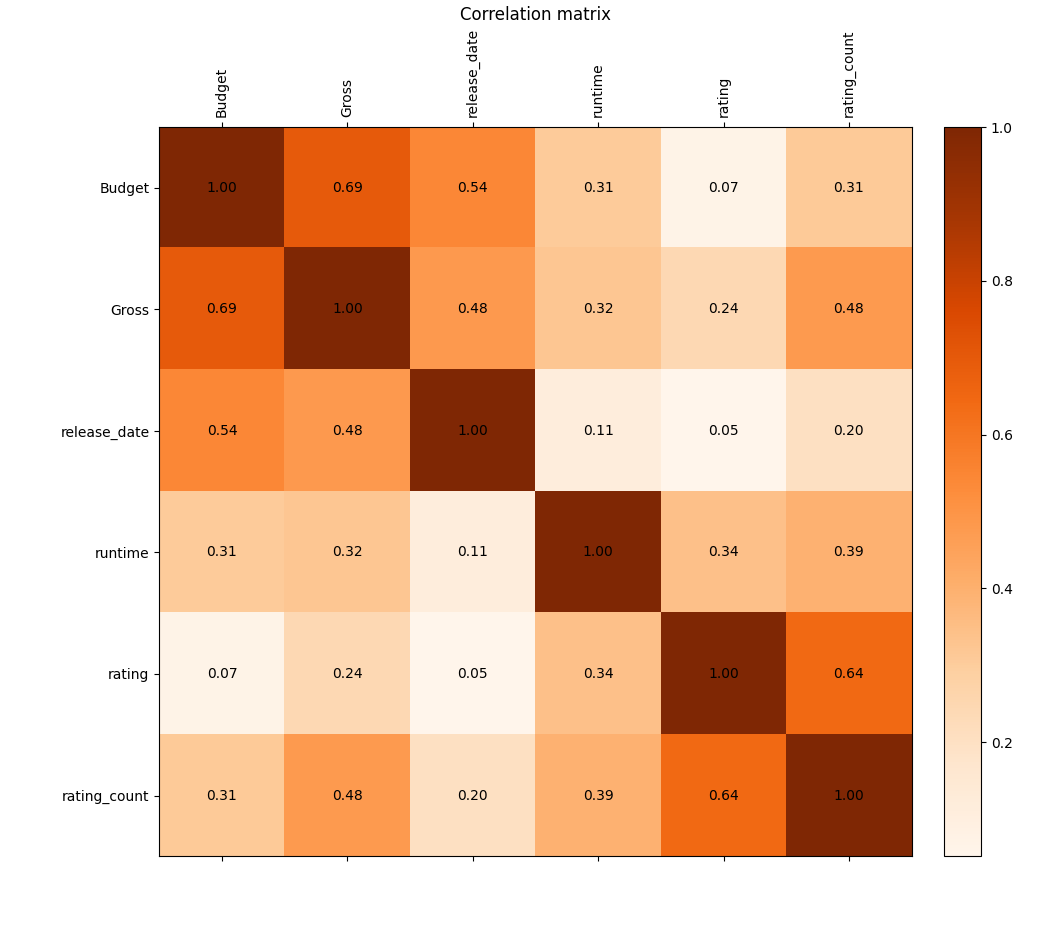 Correlation matrix
Budget Gross release_date runtime rating rating_count
Budget 1.00 0.69 0.54 0.31 0.07 0.31
Gross 0.69 1.00 0.48 0.32 0.24 0.48
release_date 0.54 0.48 1.00 0.11 0.05 0.20
runtime 0.31 0.32 0.11 1.00 0.34 0.39
rating 0.07 0.24 0.05 0.34 1.00 0.64
rating_count 0.31 0.48 0.20 0.39 0.64 1.00
1.0
0.8
0.6
0.4
0.2